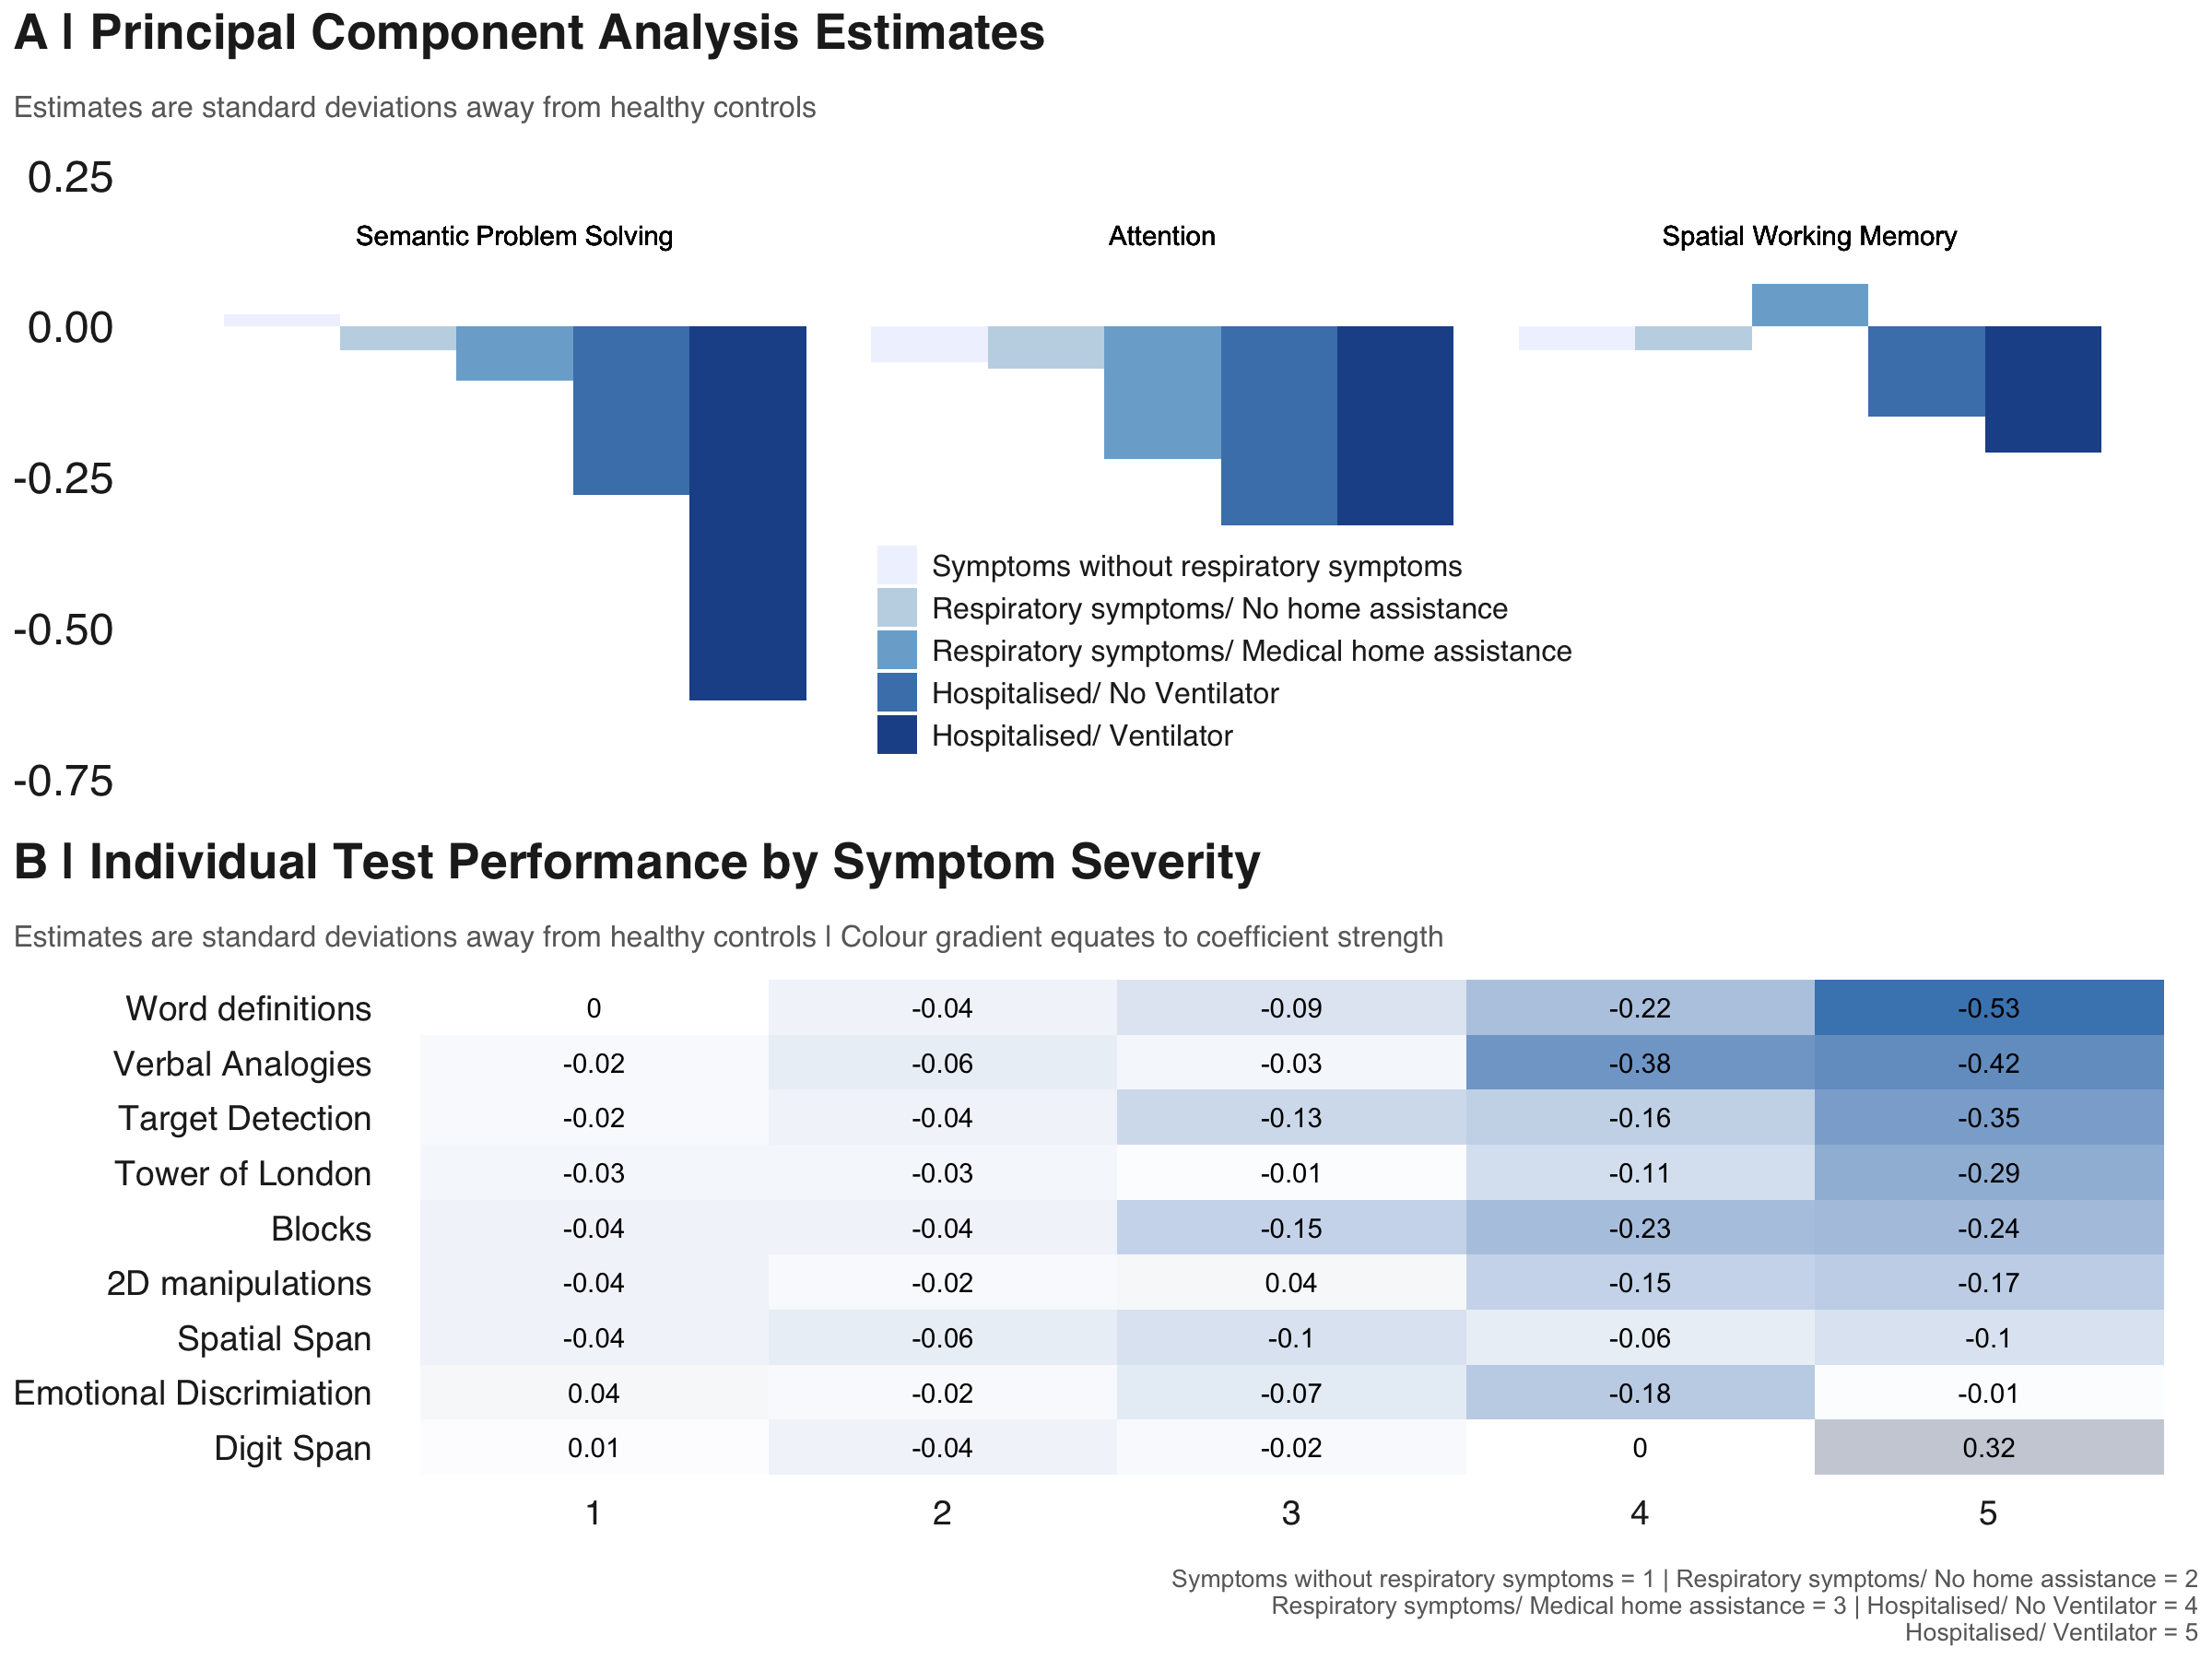 A | Principal Component Analysis Estimates
Estimates are standard deviations away from healthy controls
0.25
Semantic Problem Solving Attention Spatial Working Memory
0.00
-0.25
Symptoms without respiratory symptoms
Respiratory symptoms/ No home assistance
-0.50
Respiratory symptoms/ Medical home assistance
Hospitalised/ No Ventilator
Hospitalised/ Ventilator
-0.75
B | Individual Test Performance by Symptom Severity
Estimates are standard deviations away from healthy controls | Colour gradient equates to coefficient strength
Word definitions 0 -0.04 -0.09 -0.22 -0.53
Verbal Analogies -0.02 -0.06 -0.03 -0.38 -0.42
Target Detection -0.02 -0.04 -0.13 -0.16 -0.35
Tower of London -0.03 -0.03 -0.01 -0.11 -0.29
Blocks -0.04 -0.04 -0.15 -0.23 -0.24
2D manipulations -0.04 -0.02 0.04 -0.15 -0.17
Spatial Span -0.04 -0.06 -0.1 -0.06 -0.1
Emotional Discrimiation 0.04 -0.02 -0.07 -0.18 -0.01
Digit Span 0.01 -0.04 -0.02 0 0.32
1 2 3 4 5
Symptoms without respiratory symptoms = 1 | Respiratory symptoms/ No home assistance = 2
Respiratory symptoms/ Medical home assistance = 3 | Hospitalised/ No Ventilator = 4
Hospitalised/ Ventilator = 5